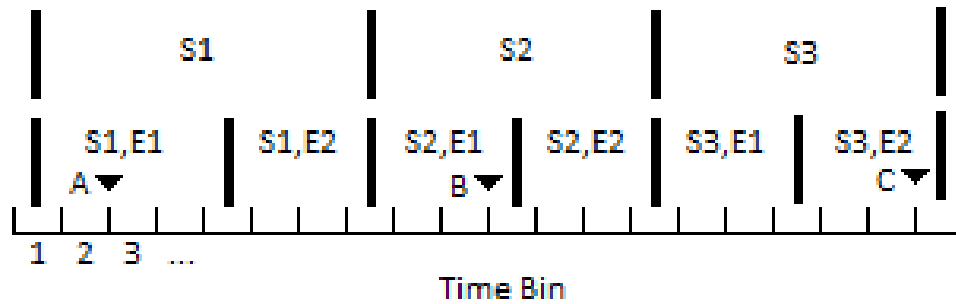 S1 S2 S3
S1,E1 S1,E2 S2,E1 S2,E2 S3,E1 S3,E2
A B C
1 2 3 ...
Time Bin